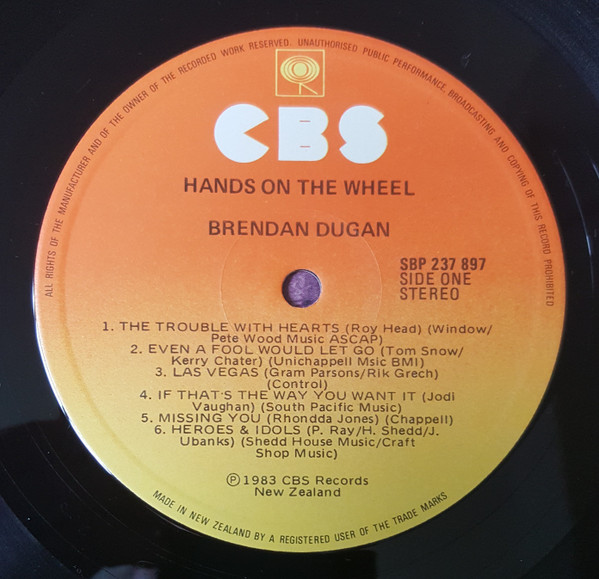 ALL RIGHTS OF THE MANUFACTURER AND OF THE OWNER OF THE RECORDED WORK RESERVED. UNAUTHORISED PUBLIC PERFORMANCE, BROADCASTING AND COPYING OF THIS RECORD PROHIBITED
CBS
HANDS ON THE WHEEL
BRENDAN DUGAN
SBP 237 897
SIDE ONE
STEREO
1. THE TROUBLE WITH HEARTS (Roy Head) (Window/
Pete Wood Music ASCAP)
2. EVEN A FOOL WOULD LET GO (Tom Snow/
Kerry Chater) (Unichappell Msic BMI)
3. LAS VEGAS (Gram Parsons/Rik Grech)
(Control)
4. IF THAT'S THE WAY YOU WANT IT (Jodi
Vaughan) (South Pacific Music)
5. MISSING YOU (Rhondda Jones) (Chappell)
6. HEROES & IDOLS (P. Ray/H. Shedd/J.
Ubanks) (Shedd House Music/Craft
Shop Music)
℗ 1983 CBS Records
New Zealand
MADE IN NEW ZEALAND BY A REGISTERED USER OF THE TRADE MARKS